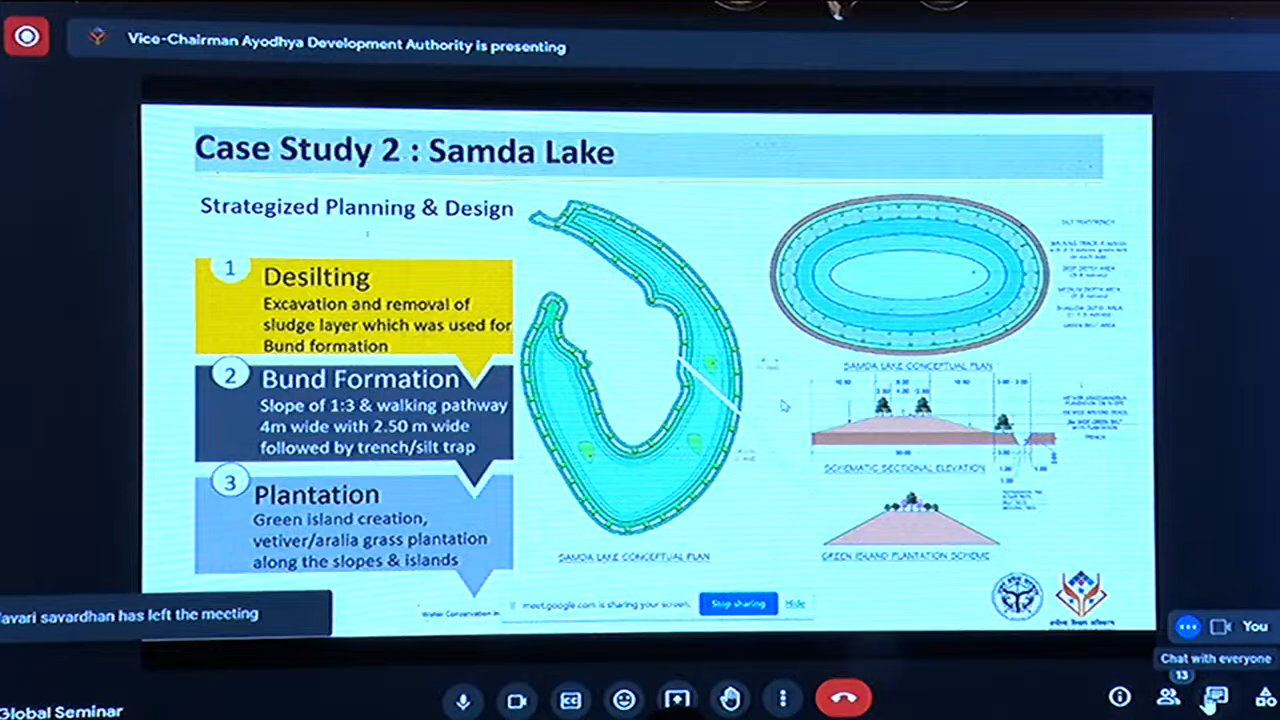 Vice-Chairman Ayodhya Development Authority is presenting
Case Study 2 : Samda Lake
Strategized Planning & Design
1
Desilting
Excavation and removal of
sludge layer which was used for
Bund formation
2
Bund Formation
Slope of 1:3 & walking pathway
4m wide with 2.50 m wide
followed by trench/silt trap
3
Plantation
Green island creation,
vetiver/aralia grass plantation
along the slopes & islands
SAMDA LAKE CONCEPTUAL PLAN
SAMDA LAKE CONCEPTUAL PLAN
SCHEMATIC SECTIONAL ELEVATION
GREEN ISLAND PLANTATION SCHEME
Water Conservation in
meet.google.com is sharing your screen.
Stop sharing
Hide
avari savardhan has left the meeting
You
Chat with everyone
13
CC
Global Seminar